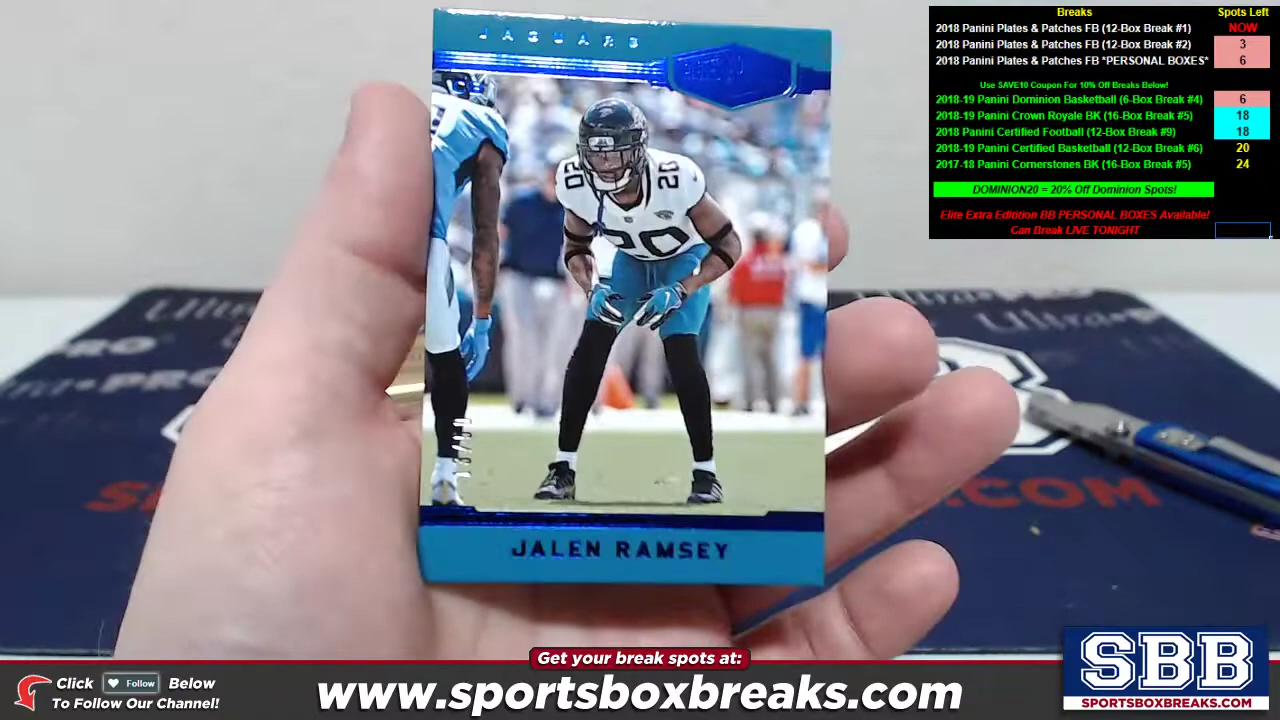 Breaks Spots Left
2018 Panini Plates & Patches FB (12-Box Break #1) NOW
2018 Panini Plates & Patches FB (12-Box Break #2) 3
2018 Panini Plates & Patches FB *PERSONAL BOXES* 6
Use SAVE10 Coupon For 10% Off Breaks Below!
2018-19 Panini Dominion Basketball (6-Box Break #4) 6
2018-19 Panini Crown Royale BK (16-Box Break #5) 18
2018 Panini Certified Football (12-Box Break #9) 18
2018-19 Panini Certified Basketball (12-Box Break #6) 20
2017-18 Panini Cornerstones BK (16-Box Break #5) 24
DOMINION20 = 20% Off Dominion Spots!
Elite Extra Edition BB PERSONAL BOXES Available!
Can Break LIVE TONIGHT
JAGUARS
20 20
20
JALEN RAMSEY
PRO
PRO
.COM
Get your break spots at:
Click Follow Below
To Follow Our Channel!
www.sportsboxbreaks.com
SBB
SPORTSBOXBREAKS.COM